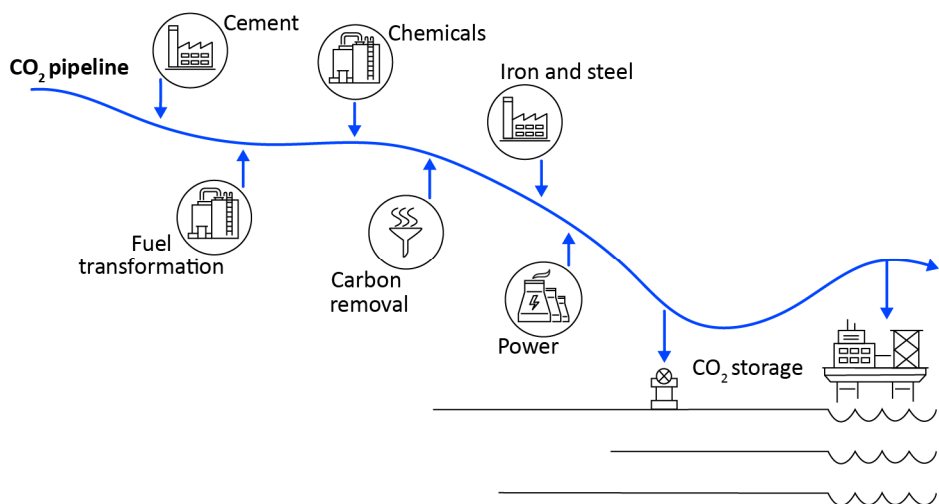 Cement
Chemicals
CO₂ pipeline
Iron and steel
Fuel
transformation
Carbon
removal
Power
CO₂ storage